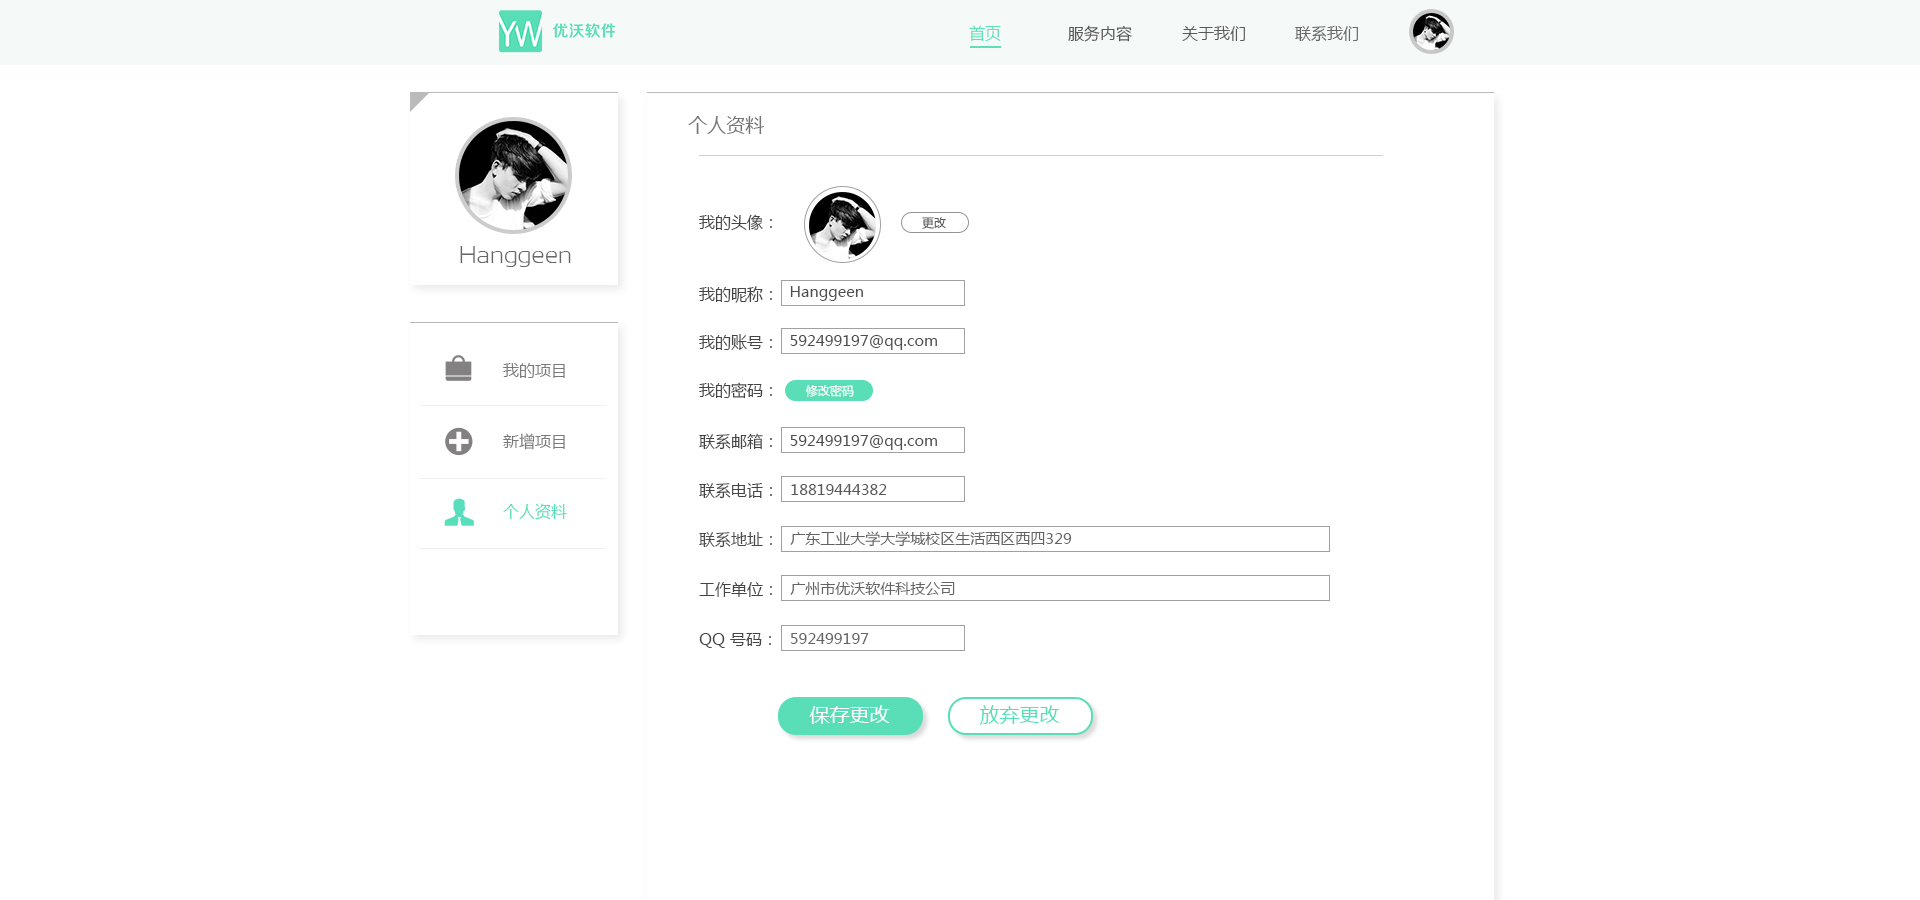 YW 优沃软件
首页 服务内容 关于我们 联系我们
Hanggeen
我的项目
新增项目
个人资料
个人资料
我的头像： 更改
我的昵称： Hanggeen
我的账号： 592499197@qq.com
我的密码： 修改密码
联系邮箱： 592499197@qq.com
联系电话： 18819444382
联系地址： 广东工业大学大学城校区生活西区西四329
工作单位： 广州市优沃软件科技公司
QQ 号码： 592499197
保存更改 放弃更改